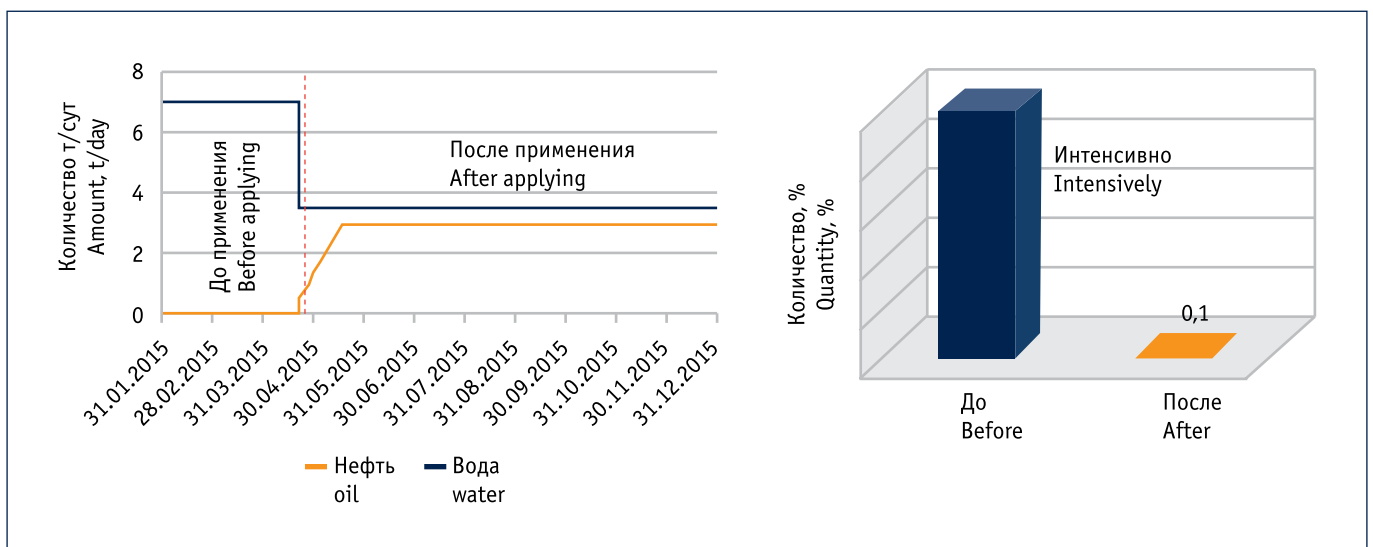 Количество т/сут
Amount, t/day
8
6
4
2
0
До применения
Before applying
После применения
After applying
31.01.2015
28.02.2015
31.03.2015
30.04.2015
31.05.2015
30.06.2015
31.07.2015
31.08.2015
30.09.2015
31.10.2015
30.11.2015
31.12.2015
Нефть
oil
Вода
water
Количество, %
Quantity, %
Интенсивно
Intensively
0,1
До
Before
После
After